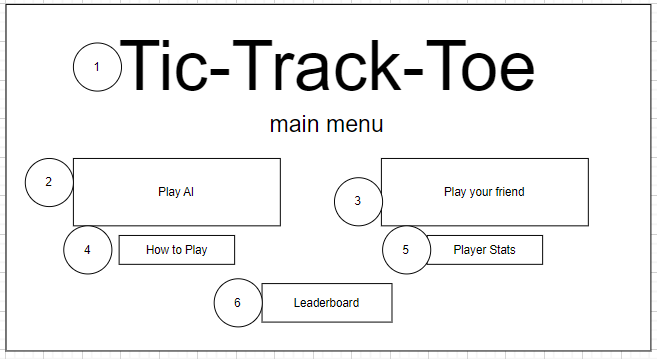 1
Tic-Track-Toe
main menu
2
Play AI
3
Play your friend
4
How to Play
5
Player Stats
6
Leaderboard